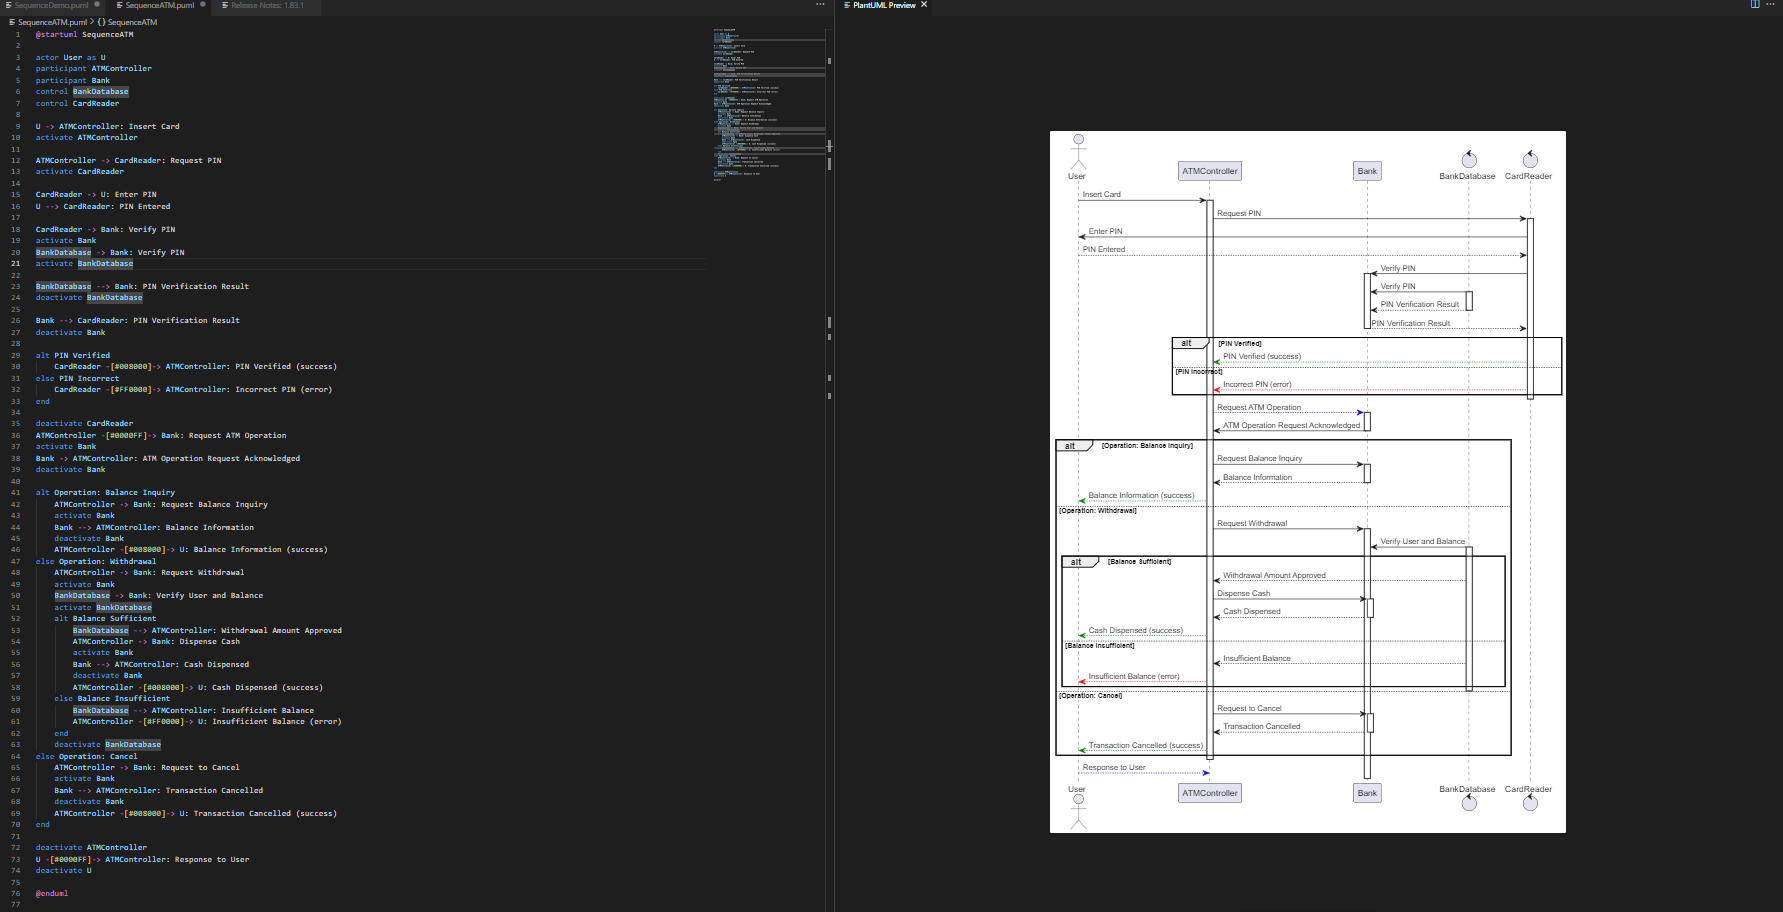 SequenceDemo.puml
SequenceATM.puml
Release Notes: 1.83.1
SequenceATM.puml > {} SequenceATM
1 @startuml SequenceATM
2
3 actor User as U
4 participant ATMController
5 participant Bank
6 control BankDatabase
7 control CardReader
8
9 U -> ATMController: Insert Card
10 activate ATMController
11
12 ATMController -> CardReader: Request PIN
13 activate CardReader
14
15 CardReader -> U: Enter PIN
16 U --> CardReader: PIN Entered
17
18 CardReader -> Bank: Verify PIN
19 activate Bank
20 BankDatabase -> Bank: Verify PIN
21 activate BankDatabase
22
23 BankDatabase --> Bank: PIN Verification Result
24 deactivate BankDatabase
25
26 Bank --> CardReader: PIN Verification Result
27 deactivate Bank
28
29 alt PIN Verified
30 CardReader -[#008000]-> ATMController: PIN Verified (success)
31 else PIN Incorrect
32 CardReader -[#FF0000]-> ATMController: Incorrect PIN (error)
33 end
34
35 deactivate CardReader
36 ATMController -[#0000FF]-> Bank: Request ATM Operation
37 activate Bank
38 Bank -> ATMController: ATM Operation Request Acknowledged
39 deactivate Bank
40
41 alt Operation: Balance Inquiry
42 ATMController -> Bank: Request Balance Inquiry
43 activate Bank
44 Bank --> ATMController: Balance Information
45 deactivate Bank
46 ATMController -[#008000]-> U: Balance Information (success)
47 else Operation: Withdrawal
48 ATMController -> Bank: Request Withdrawal
49 activate Bank
50 BankDatabase -> Bank: Verify User and Balance
51 activate BankDatabase
52 alt Balance Sufficient
53 BankDatabase --> ATMController: Withdrawal Amount Approved
54 ATMController -> Bank: Dispense Cash
55 activate Bank
56 Bank --> ATMController: Cash Dispensed
57 deactivate Bank
58 ATMController -[#008000]-> U: Cash Dispensed (success)
59 else Balance Insufficient
60 BankDatabase --> ATMController: Insufficient Balance
61 ATMController -[#FF0000]-> U: Insufficient Balance (error)
62 end
63 deactivate BankDatabase
64 else Operation: Cancel
65 ATMController -> Bank: Request to Cancel
66 activate Bank
67 Bank --> ATMController: Transaction Cancelled
68 deactivate Bank
69 ATMController -[#008000]-> U: Transaction Cancelled (success)
70 end
71
72 deactivate ATMController
73 U -[#0000FF]-> ATMController: Response to User
74 deactivate U
75
76 @enduml
77
PlantUML Preview
User
ATMController
Bank
BankDatabase
CardReader
Insert Card
Request PIN
Enter PIN
PIN Entered
Verify PIN
Verify PIN
PIN Verification Result
PIN Verification Result
alt [PIN Verified]
PIN Verified (success)
[PIN Incorrect]
Incorrect PIN (error)
Request ATM Operation
ATM Operation Request Acknowledged
alt [Operation: Balance Inquiry]
Request Balance Inquiry
Balance Information
Balance Information (success)
[Operation: Withdrawal]
Request Withdrawal
Verify User and Balance
alt [Balance Sufficient]
Withdrawal Amount Approved
Dispense Cash
Cash Dispensed
Cash Dispensed (success)
[Balance Insufficient]
Insufficient Balance
Insufficient Balance (error)
[Operation: Cancel]
Request to Cancel
Transaction Cancelled
Transaction Cancelled (success)
Response to User
User
ATMController
Bank
BankDatabase
CardReader